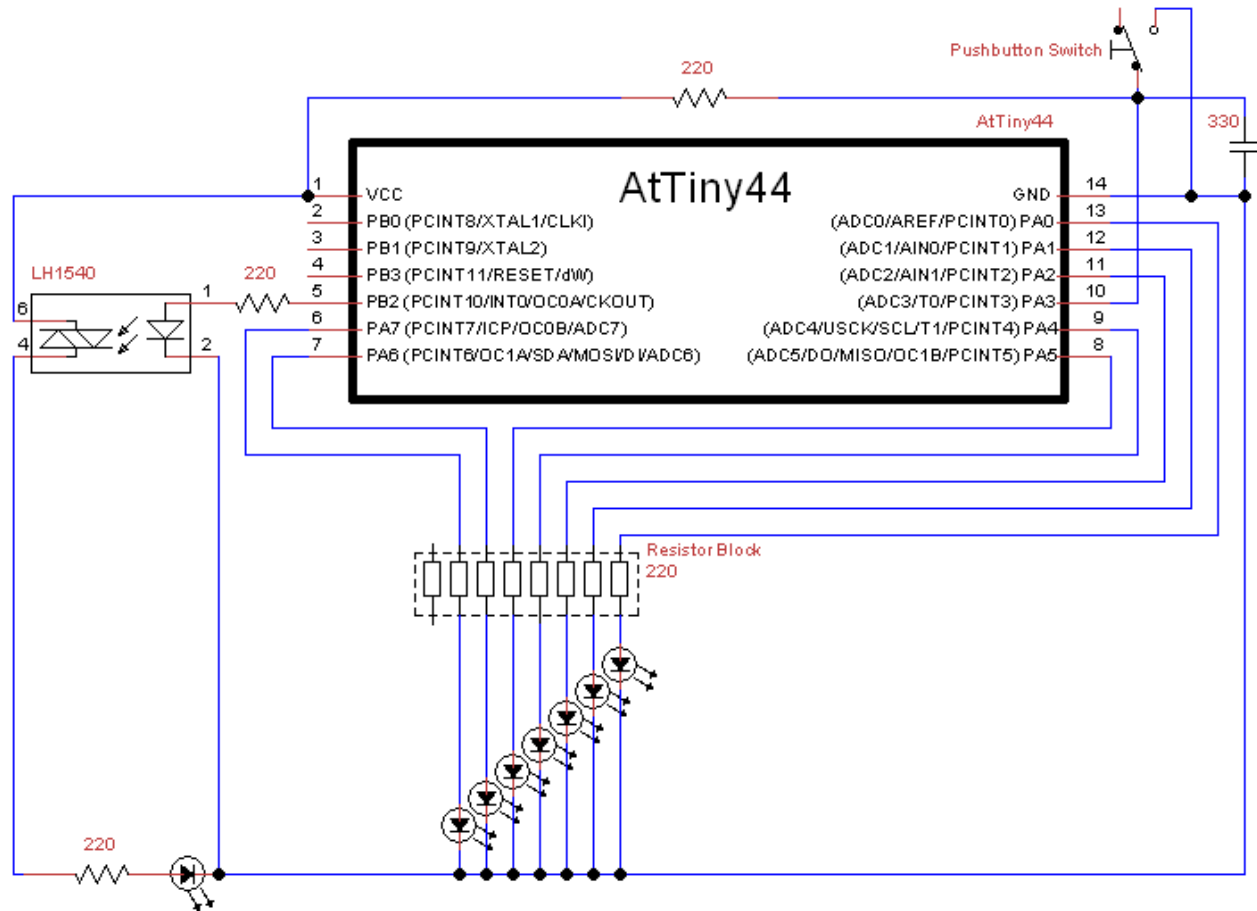 Pushbutton Switch
220
AtTiny44
330
AtTiny44
1 VCC
GND 14
2 PB0 (PCINT8/XTAL1/CLKI)
(ADC0/AREF/PCINT0) PA0 13
3 PB1 (PCINT9/XTAL2)
(ADC1/AIN0/PCINT1) PA1 12
4 PB3 (PCINT11/RESET/dW)
(ADC2/AIN1/PCINT2) PA2 11
5 PB2 (PCINT10/INT0/OC0A/CKOUT)
(ADC3/T0/PCINT3) PA3 10
6 PA7 (PCINT7/ICP/OC0B/ADC7)
(ADC4/USCK/SCL/T1/PCINT4) PA4 9
7 PA6 (PCINT6/OC1A/SDA/MOSI/DI/ADC6)
(ADC5/DO/MISO/OC1B/PCINT5) PA5 8
LH1540
220
6
1
4
2
Resistor Block
220
220